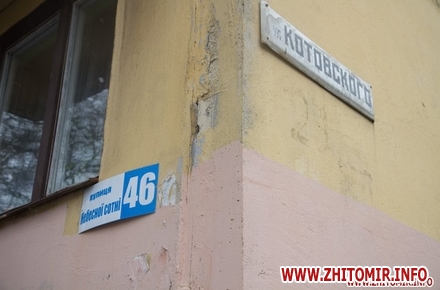 КОТОВСКОГО
вулиця
Небесної сотні
46
WWW.ZHITOMIR.INFO